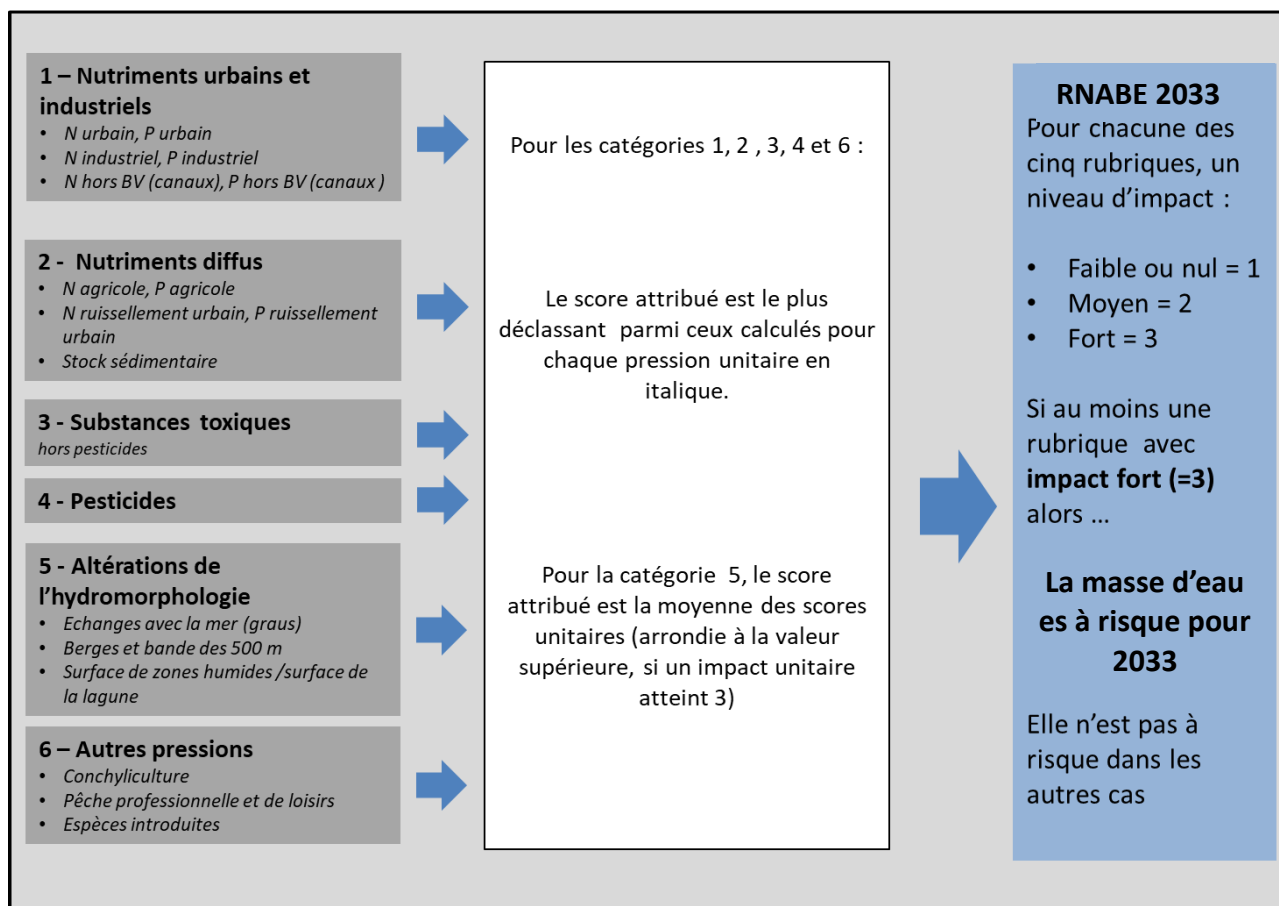 1 – Nutriments urbains et
industriels
• N urbain, P urbain
• N industriel, P industriel
• N hors BV (canaux), P hors BV (canaux )
2 - Nutriments diffus
• N agricole, P agricole
• N ruissellement urbain, P ruissellement
urbain
• Stock sédimentaire
3 - Substances toxiques
hors pesticides
4 - Pesticides
5 - Altérations de
l’hydromorphologie
• Echanges avec la mer (graus)
• Berges et bande des 500 m
• Surface de zones humides /surface de
la lagune
6 – Autres pressions
• Conchyliculture
• Pêche professionnelle et de loisirs
• Espèces introduites
Pour les catégories 1, 2 , 3, 4 et 6 :
Le score attribué est le plus
déclassant parmi ceux calculés pour
chaque pression unitaire en
italique.
Pour la catégorie 5, le score
attribué est la moyenne des scores
unitaires (arrondie à la valeur
supérieure, si un impact unitaire
atteint 3)
RNABE 2033
Pour chacune des
cinq rubriques, un
niveau d’impact :
• Faible ou nul = 1
• Moyen = 2
• Fort = 3
Si au moins une
rubrique avec
impact fort (=3)
alors ...
La masse d’eau
es à risque pour
2033
Elle n’est pas à
risque dans les
autres cas